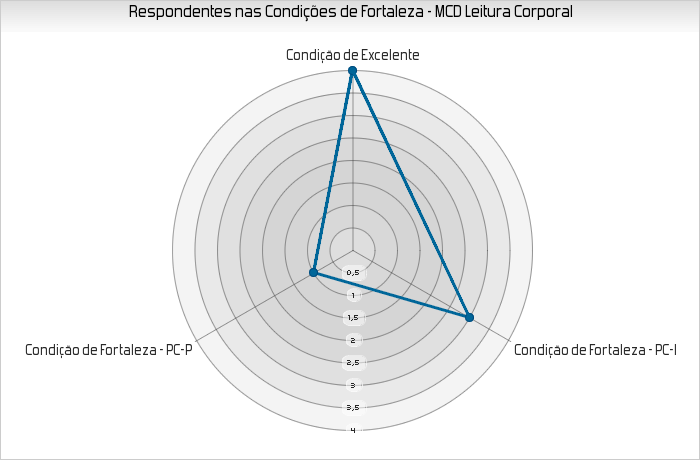 Respondentes nas Condições de Fortaleza - MCD Leitura Corporal
Condição de Excelente
0,5
1
1,5
2
2,5
3
3,5
4
Condição de Fortaleza - PC-P
Condição de Fortaleza - PC-I